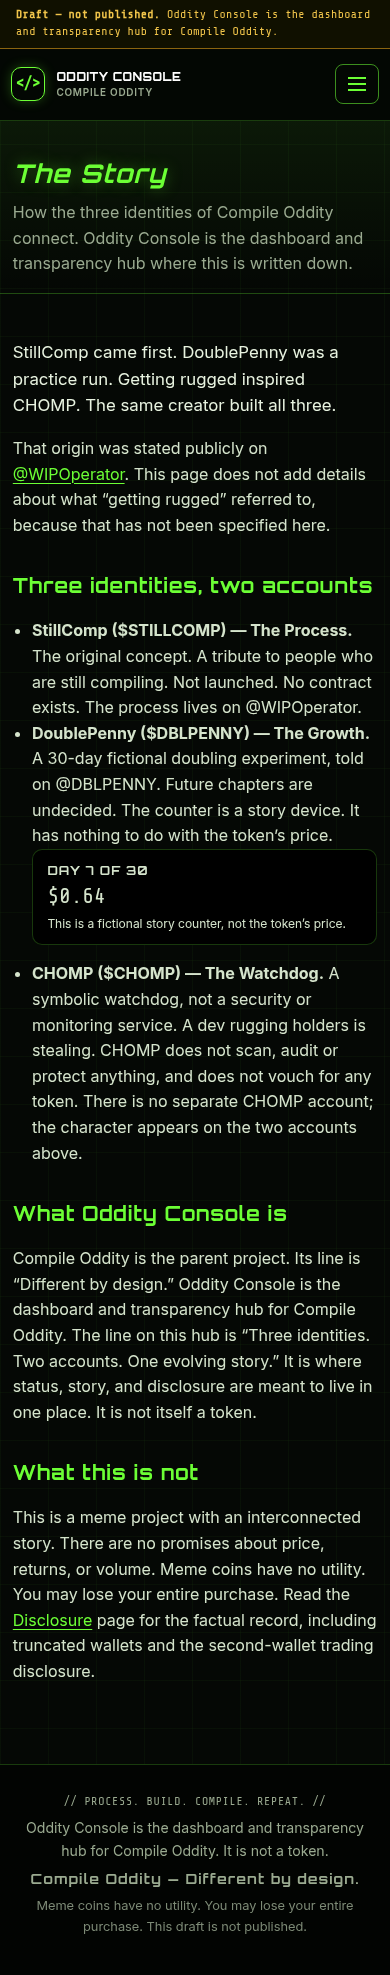 Draft — not published. Oddity Console is the dashboard
and transparency hub for Compile Oddity.
</>
ODDITY CONSOLE
COMPILE ODDITY
The Story
How the three identities of Compile Oddity
connect. Oddity Console is the dashboard and
transparency hub where this is written down.
StillComp came first. DoublePenny was a
practice run. Getting rugged inspired
CHOMP. The same creator built all three.
That origin was stated publicly on
@WIPOperator. This page does not add details
about what “getting rugged” referred to,
because that has not been specified here.
Three identities, two accounts
• StillComp ($STILLCOMP) — The Process.
The original concept. A tribute to people who
are still compiling. Not launched. No contract
exists. The process lives on @WIPOperator.
• DoublePenny ($DBLPENNY) — The Growth.
A 30-day fictional doubling experiment, told
on @DBLPENNY. Future chapters are
undecided. The counter is a story device. It
has nothing to do with the token’s price.
DAY 7 OF 30
$0.64
This is a fictional story counter, not the token’s price.
• CHOMP ($CHOMP) — The Watchdog. A
symbolic watchdog, not a security or
monitoring service. A dev rugging holders is
stealing. CHOMP does not scan, audit or
protect anything, and does not vouch for any
token. There is no separate CHOMP account;
the character appears on the two accounts
above.
What Oddity Console is
Compile Oddity is the parent project. Its line is
“Different by design.” Oddity Console is the
dashboard and transparency hub for Compile
Oddity. The line on this hub is “Three identities.
Two accounts. One evolving story.” It is where
status, story, and disclosure are meant to live in
one place. It is not itself a token.
What this is not
This is a meme project with an interconnected
story. There are no promises about price,
returns, or volume. Meme coins have no utility.
You may lose your entire purchase. Read the
Disclosure page for the factual record, including
truncated wallets and the second-wallet trading
disclosure.
// PROCESS. BUILD. COMPILE. REPEAT. //
Oddity Console is the dashboard and transparency
hub for Compile Oddity. It is not a token.
Compile Oddity — Different by design.
Meme coins have no utility. You may lose your entire
purchase. This draft is not published.